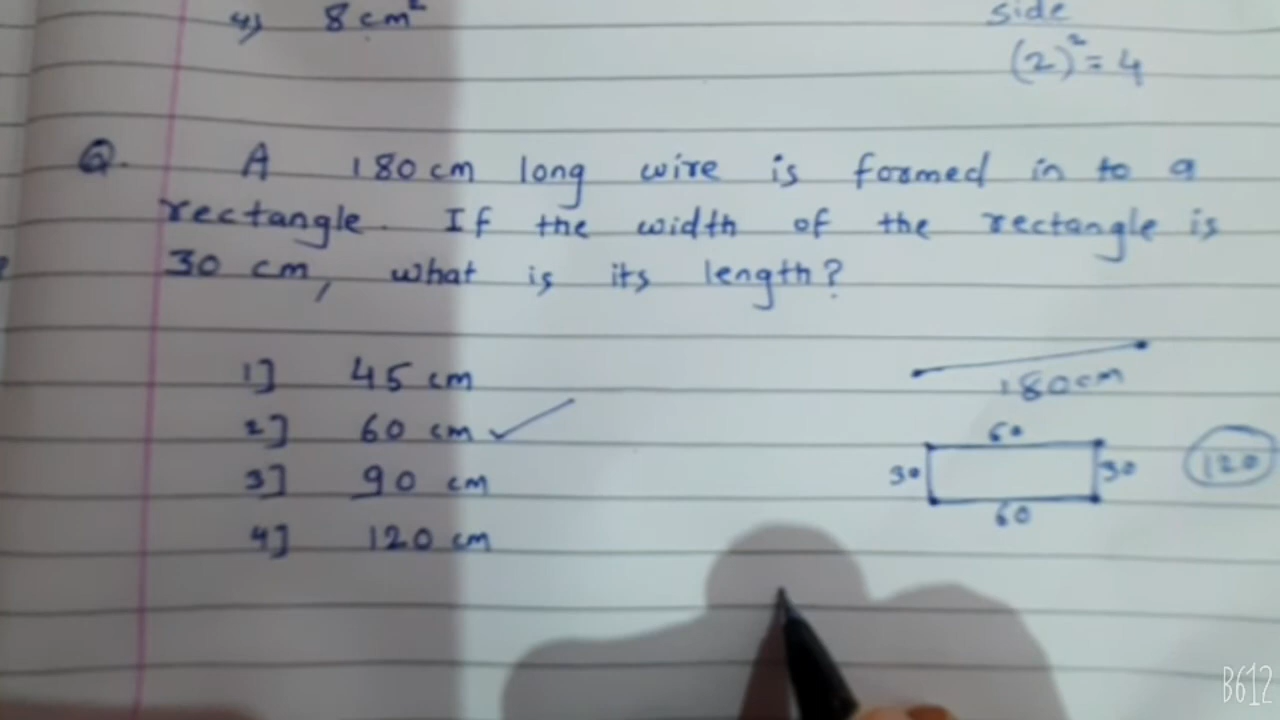 4) 8 cm²
side
(2)² = 4
Q. A 180 cm long wire is formed in to a
rectangle. If the width of the rectangle is
30 cm, what is its length?
1] 45 cm
2] 60 cm ✓
3] 90 cm
4] 120 cm
180 cm
60
30 30
60
120
B612